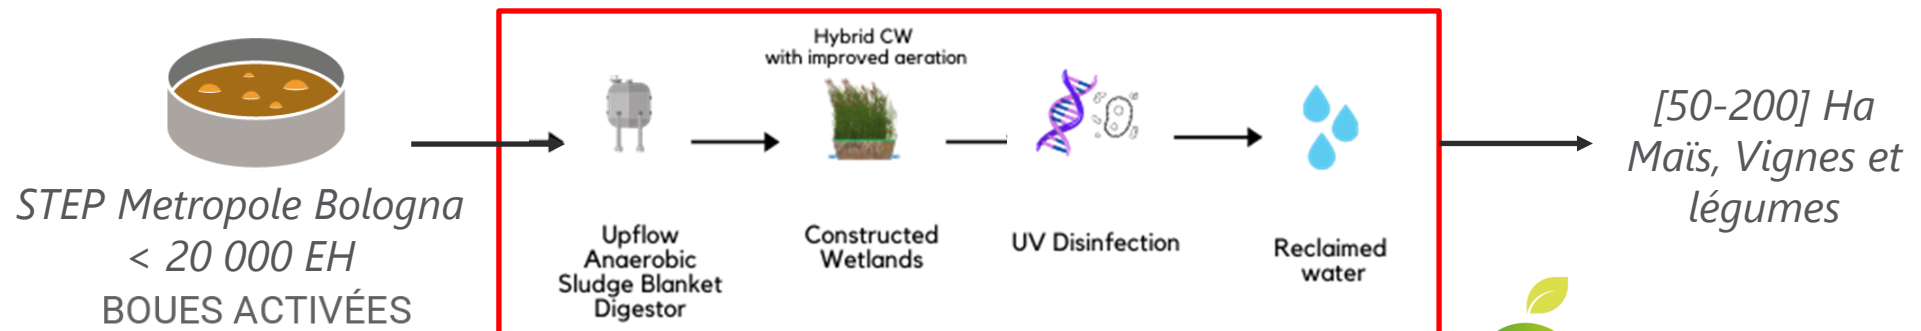 STEP Metropole Bologna
< 20 000 EH
BOUES ACTIVÉES
Hybrid CW
with improved aeration
Upflow
Anaerobic
Sludge Blanket
Digestor
Constructed
Wetlands
UV Disinfection
Reclaimed
water
[50-200] Ha
Maïs, Vignes et
légumes